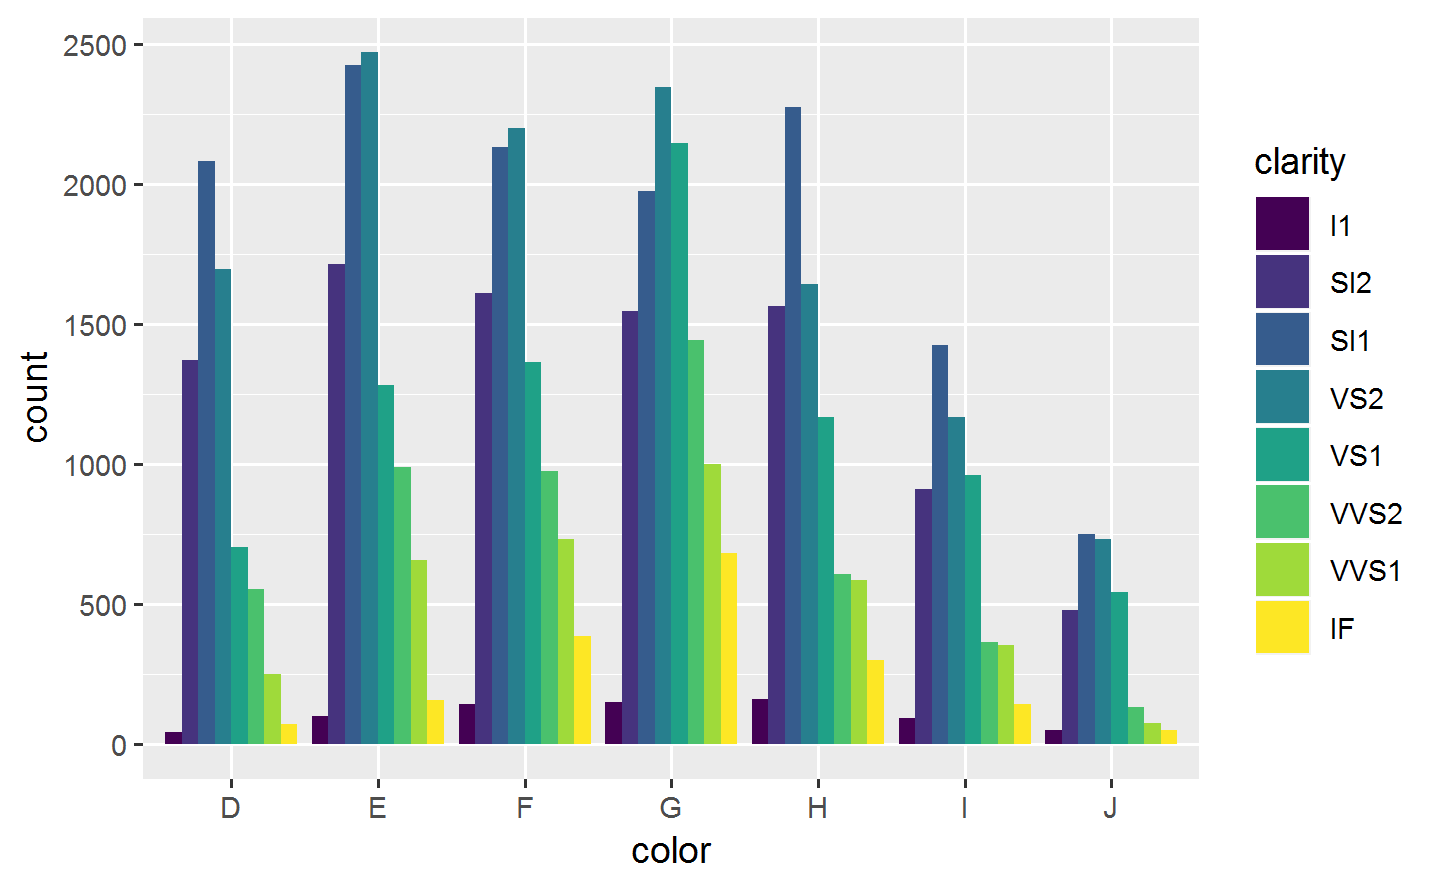 2500
2000
1500
1000
500
0
count
D E F G H I J
color
clarity
I1
SI2
SI1
VS2
VS1
VVS2
VVS1
IF